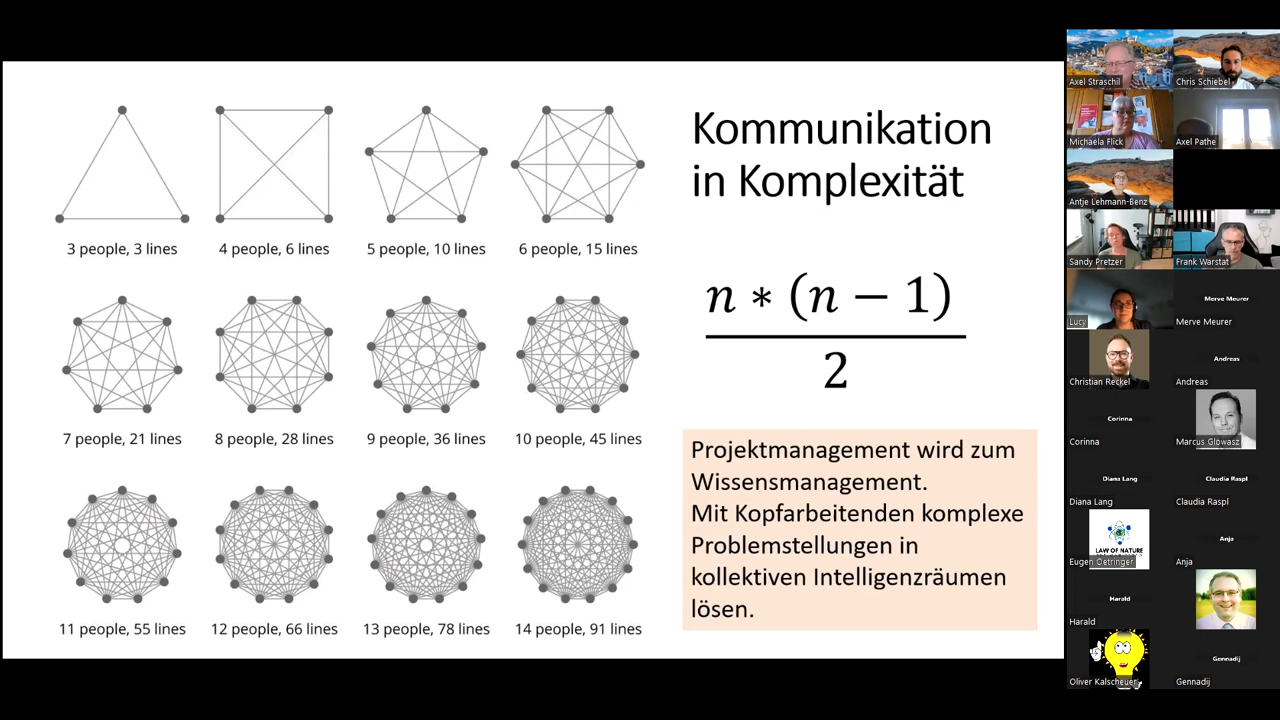 3 people, 3 lines
4 people, 6 lines
5 people, 10 lines
6 people, 15 lines
7 people, 21 lines
8 people, 28 lines
9 people, 36 lines
10 people, 45 lines
11 people, 55 lines
12 people, 66 lines
13 people, 78 lines
14 people, 91 lines
Kommunikation
in Komplexität
n ∗ (n − 1)
2
Projektmanagement wird zum
Wissensmanagement.
Mit Kopfarbeitenden komplexe
Problemstellungen in
kollektiven Intelligenzräumen
lösen.
Axel Straschil
Chris Schiebel
Michaela Flick
Axel Pathe
Antje Lehmann-Benz
Sandy Pretzer
Frank Warstat
Lucy
Merve Meurer
Merve Meurer
Christian Reckel
Andreas
Andreas
Corinna
Corinna
Marcus Glowasz
Diana Lang
Diana Lang
Claudia Raspl
Claudia Raspl
LAW OF NATURE
Eugen Oetringer
Anja
Anja
Harald
Harald
Oliver Kalscheuer
Gennadij
Gennadij